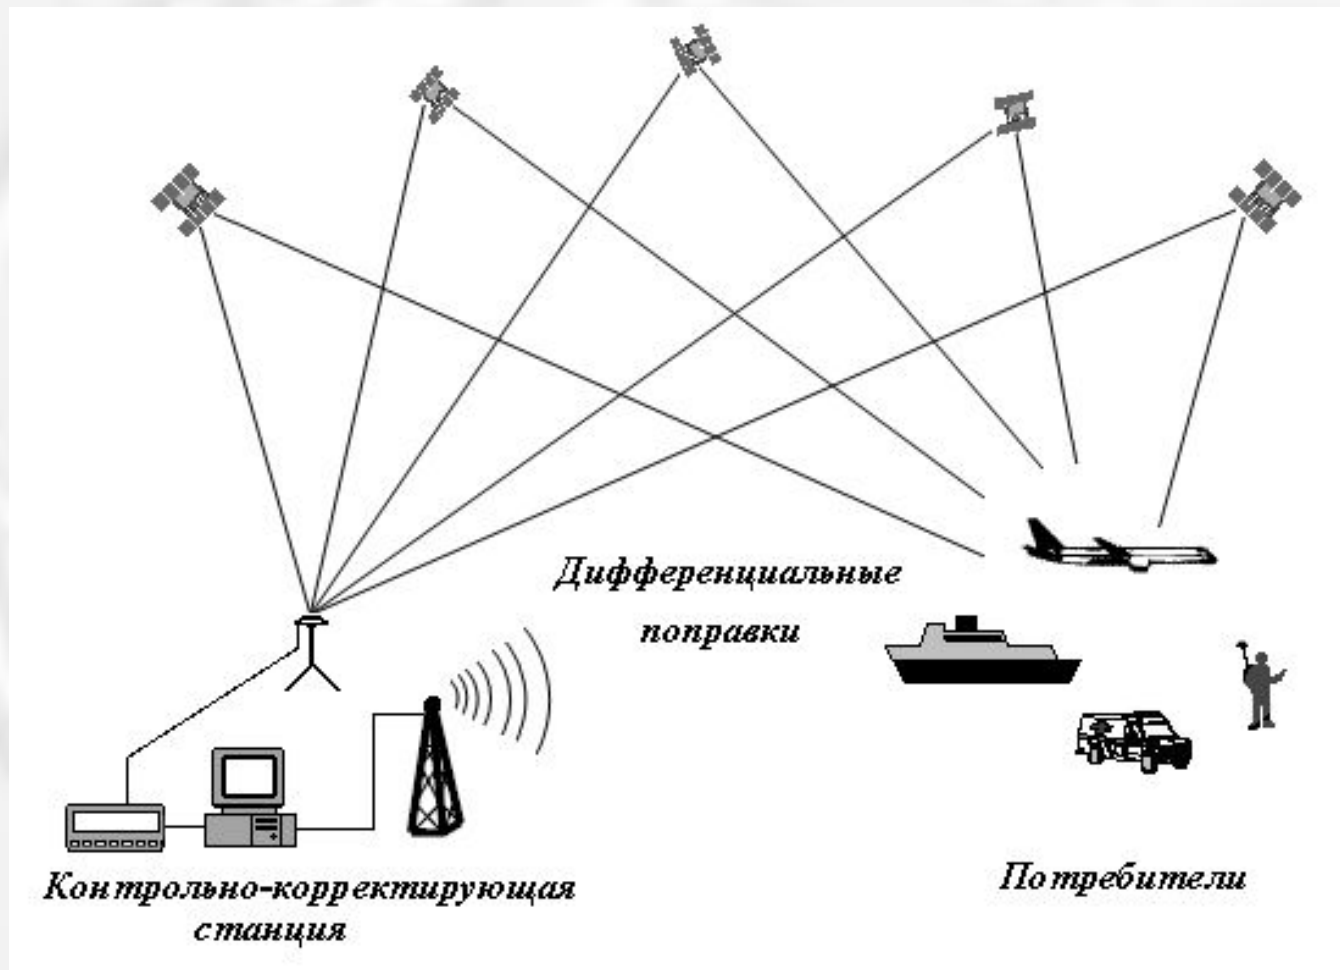 Дифференциальные
поправки
Контрольно-корректирующая
станция
Потребители